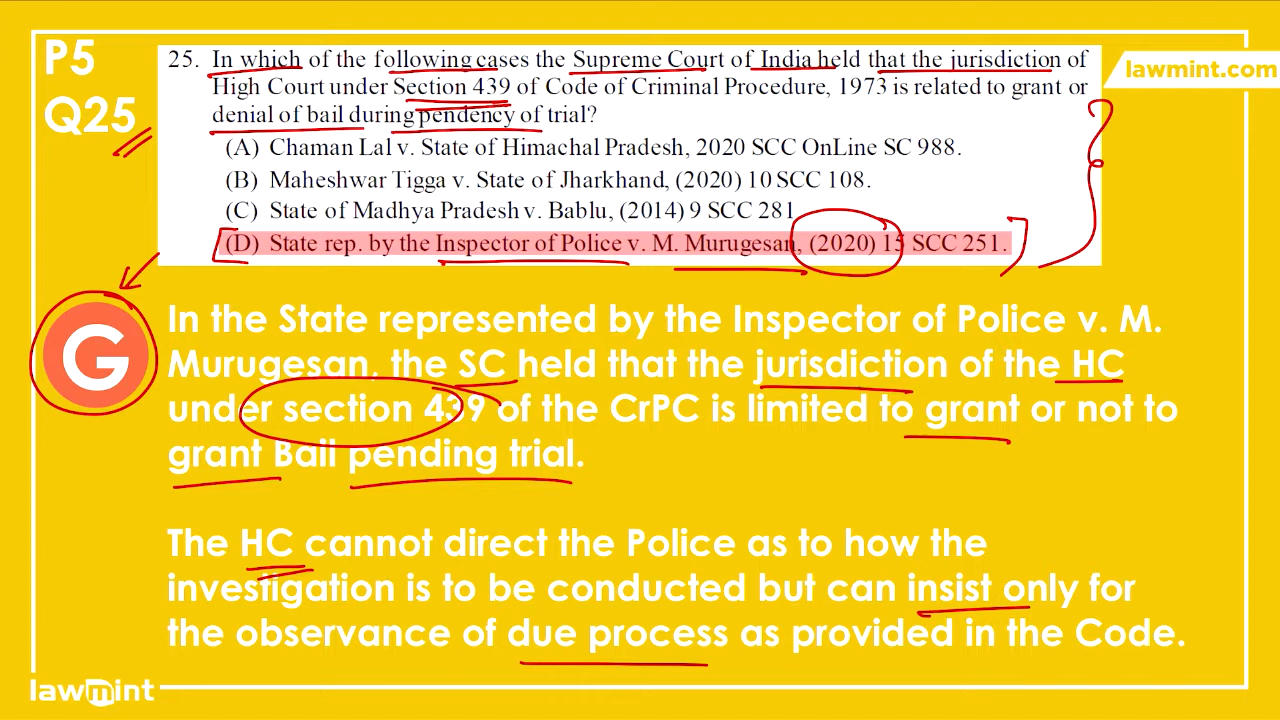 P5
Q25
25. In which of the following cases the Supreme Court of India held that the jurisdiction of
High Court under Section 439 of Code of Criminal Procedure, 1973 is related to grant or
denial of bail during pendency of trial?
(A) Chaman Lal v. State of Himachal Pradesh, 2020 SCC OnLine SC 988.
(B) Maheshwar Tigga v. State of Jharkhand, (2020) 10 SCC 108.
(C) State of Madhya Pradesh v. Bablu, (2014) 9 SCC 281
(D) State rep. by the Inspector of Police v. M. Murugesan, (2020) 15 SCC 251.
lawmint.com
G
In the State represented by the Inspector of Police v. M.
Murugesan, the SC held that the jurisdiction of the HC
under section 439 of the CrPC is limited to grant or not to
grant Bail pending trial.
The HC cannot direct the Police as to how the
investigation is to be conducted but can insist only for
the observance of due process as provided in the Code.
lawmint